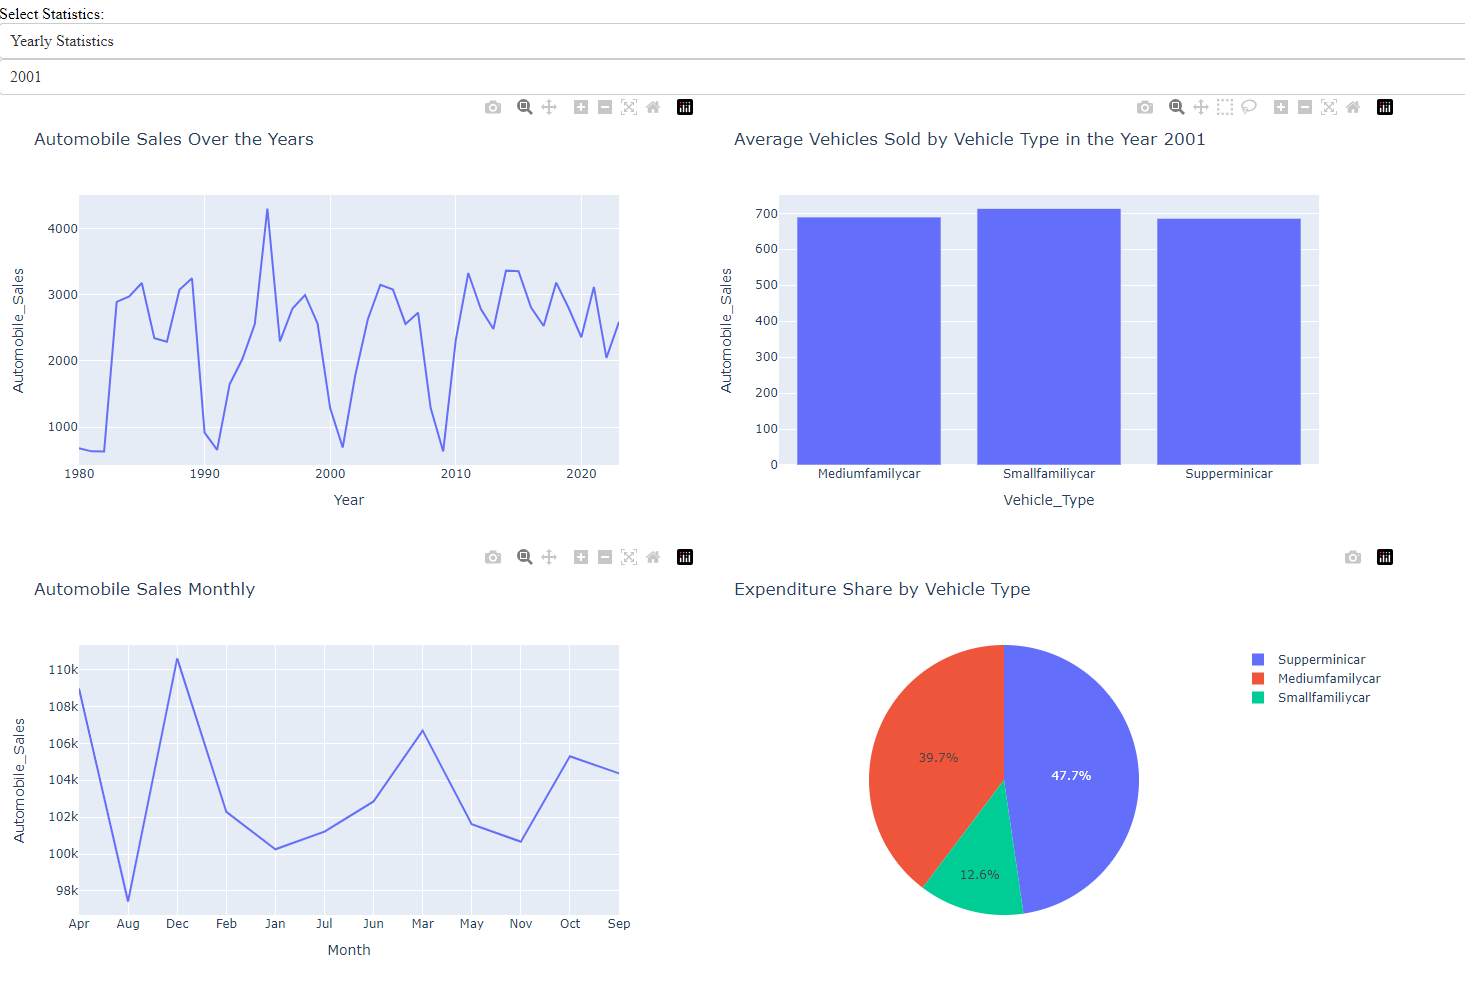 Select Statistics:
Yearly Statistics
2001
Automobile Sales Over the Years
Automobile_Sales
4000
3000
2000
1000
1980 1990 2000 2010 2020
Year
Average Vehicles Sold by Vehicle Type in the Year 2001
Automobile_Sales
700
600
500
400
300
200
100
0
Mediumfamilycar Smallfamiliycar Supperminicar
Vehicle_Type
Automobile Sales Monthly
Automobile_Sales
110k
108k
106k
104k
102k
100k
98k
Apr Aug Dec Feb Jan Jul Jun Mar May Nov Oct Sep
Month
Expenditure Share by Vehicle Type
39.7%
47.7%
12.6%
Supperminicar
Mediumfamilycar
Smallfamiliycar